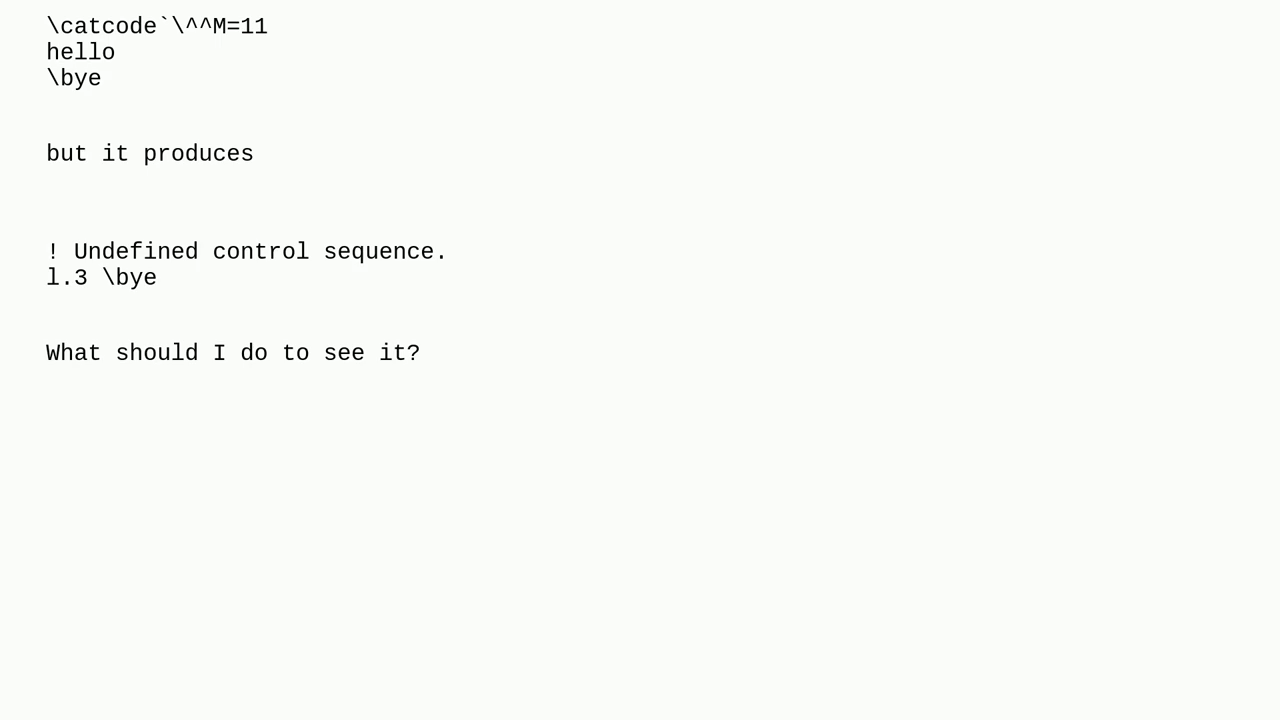 \catcode`\^^M=11
hello
\bye
but it produces
! Undefined control sequence.
l.3 \bye
What should I do to see it?